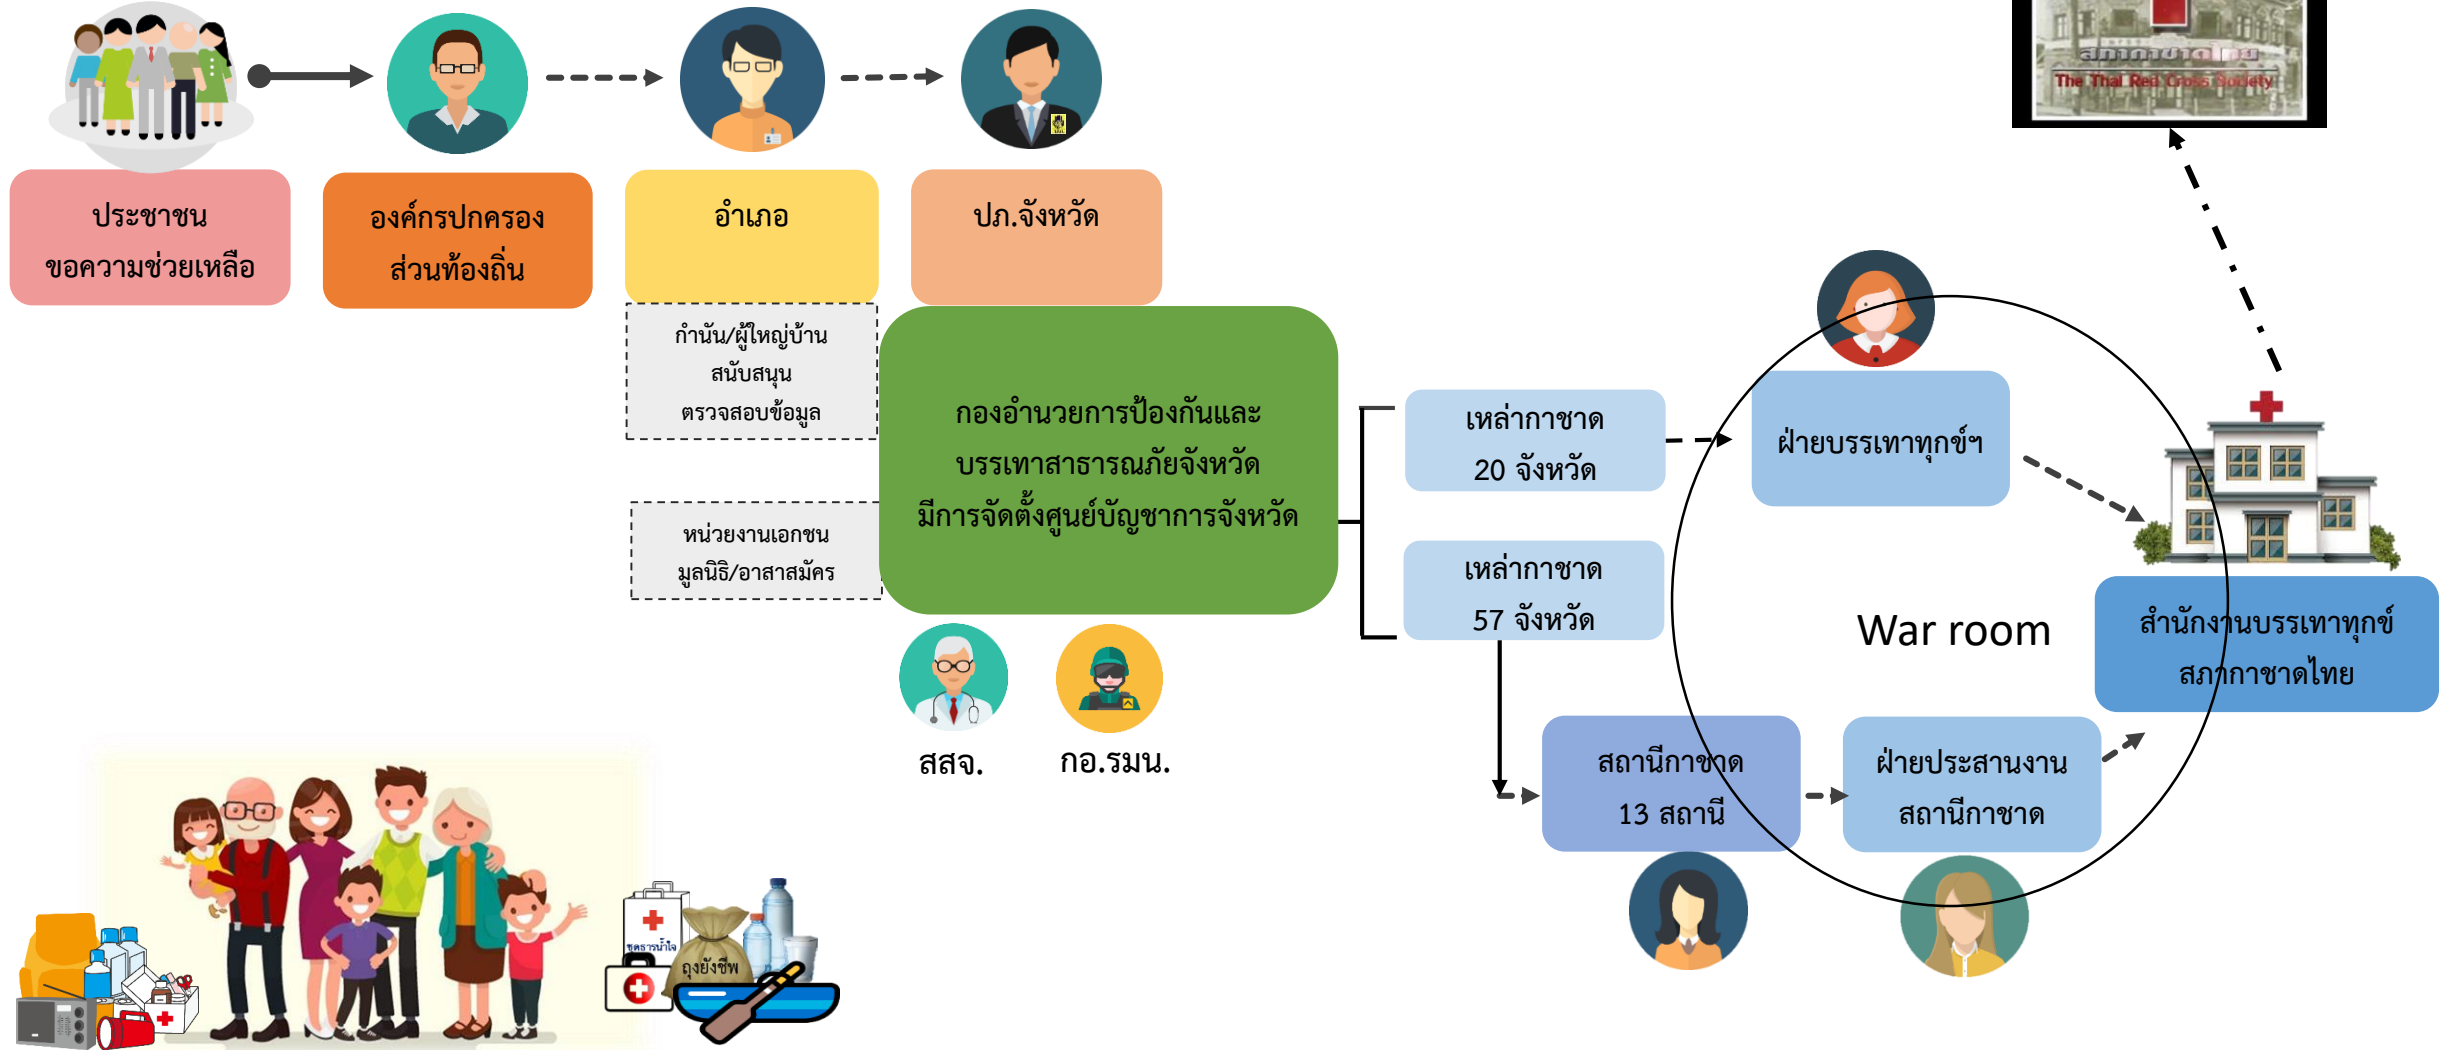 สภากาชาดไทย
The Thai Red Cross Society
ประชาชน
ขอความช่วยเหลือ
องค์กรปกครอง
ส่วนท้องถิ่น
อำเภอ
ปภ.จังหวัด
กำนัน/ผู้ใหญ่บ้าน
สนับสนุน
ตรวจสอบข้อมูล
หน่วยงานเอกชน
มูลนิธิ/อาสาสมัคร
กองอำนวยการป้องกันและ
บรรเทาสาธารณภัยจังหวัด
มีการจัดตั้งศูนย์บัญชาการจังหวัด
สสจ.
กอ.รมน.
เหล่ากาชาด
20 จังหวัด
เหล่ากาชาด
57 จังหวัด
ฝ่ายบรรเทาทุกข์ฯ
War room
สำนักงานบรรเทาทุกข์
สภากาชาดไทย
สถานีกาชาด
13 สถานี
ฝ่ายประสานงาน
สถานีกาชาด
ชุดธารน้ำใจ
ถุงยังชีพ